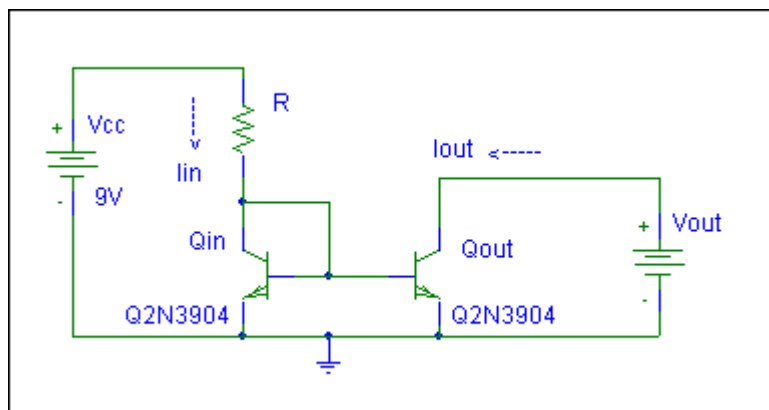 R
+ Vcc
Iout <-----
Iin
- 9V
Vout
+
Qin
Qout
-
Q2N3904
Q2N3904